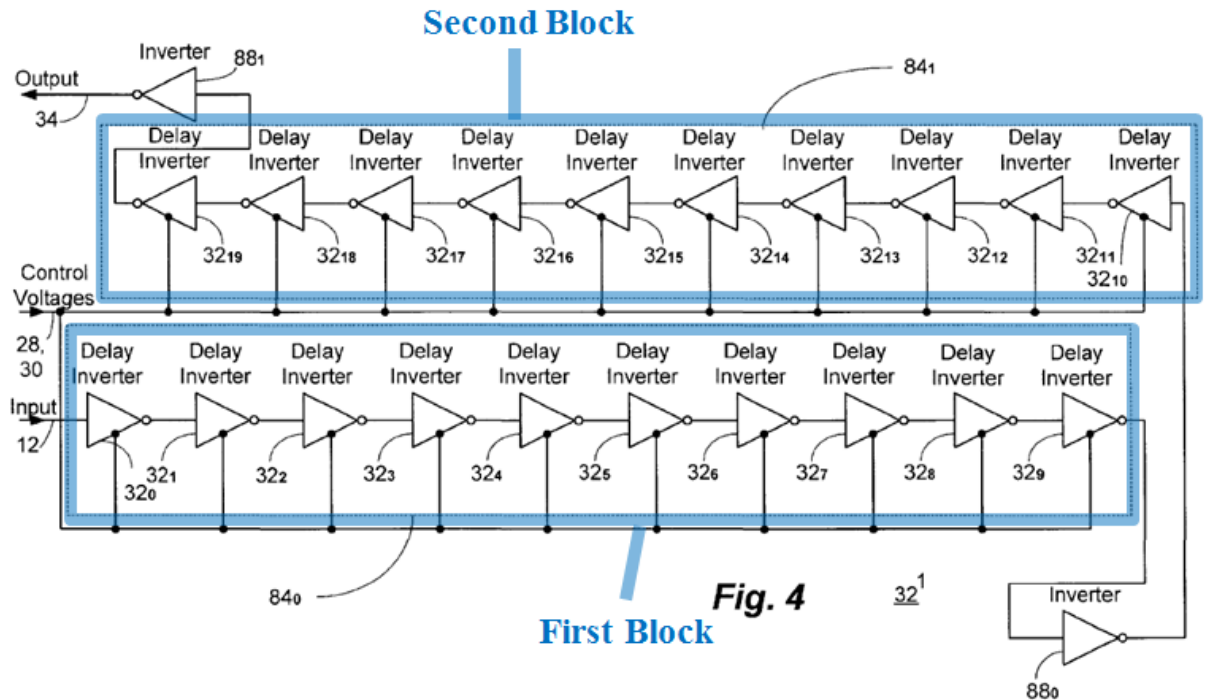 Second Block
Inverter
88₁
84₁
Output
34
Delay Inverter
Delay Inverter
Delay Inverter
Delay Inverter
Delay Inverter
Delay Inverter
Delay Inverter
Delay Inverter
Delay Inverter
Delay Inverter
32₁₉
32₁₈
32₁₇
32₁₆
32₁₅
32₁₄
32₁₃
32₁₂
32₁₁
32₁₀
Control
Voltages
28,
30
Delay Inverter
Delay Inverter
Delay Inverter
Delay Inverter
Delay Inverter
Delay Inverter
Delay Inverter
Delay Inverter
Delay Inverter
Delay Inverter
Input
12
32₀
32₁
32₂
32₃
32₄
32₅
32₆
32₇
32₈
32₉
84₀
Fig. 4
32¹
First Block
Inverter
88₀